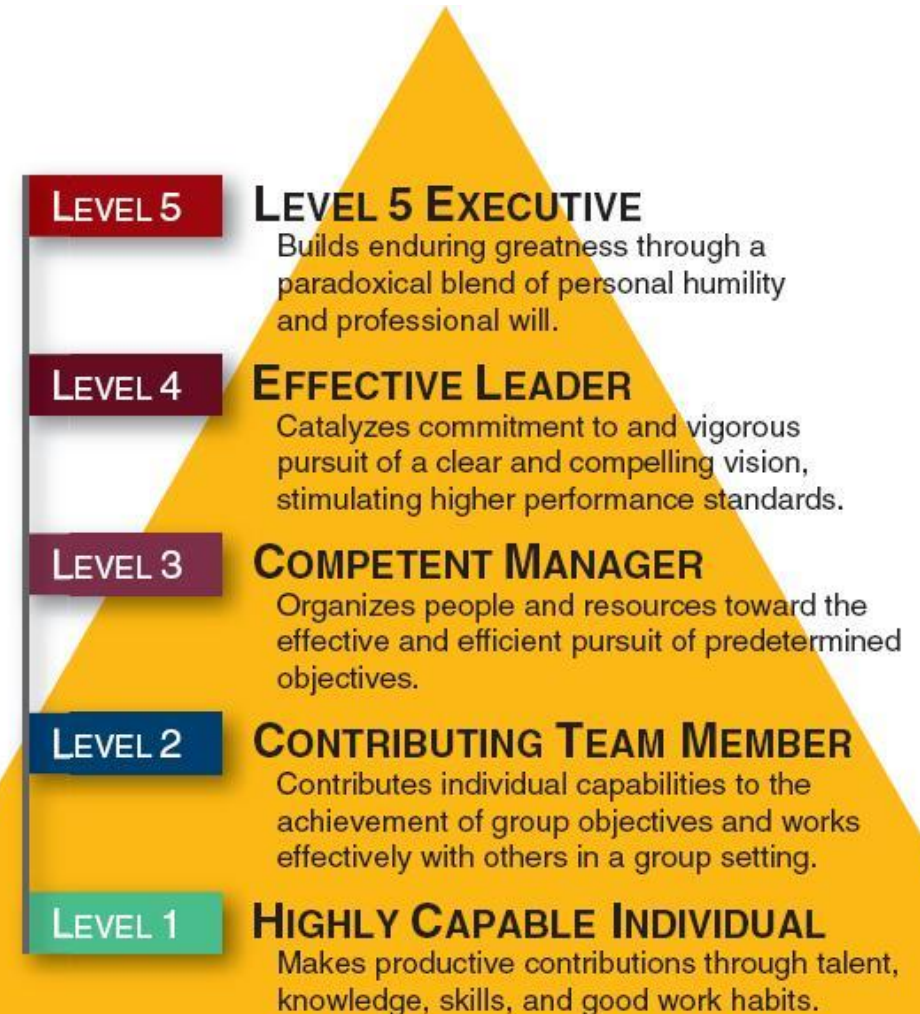 LEVEL 5
LEVEL 5 EXECUTIVE
Builds enduring greatness through a
paradoxical blend of personal humility
and professional will.
LEVEL 4
EFFECTIVE LEADER
Catalyzes commitment to and vigorous
pursuit of a clear and compelling vision,
stimulating higher performance standards.
LEVEL 3
COMPETENT MANAGER
Organizes people and resources toward the
effective and efficient pursuit of predetermined
objectives.
LEVEL 2
CONTRIBUTING TEAM MEMBER
Contributes individual capabilities to the
achievement of group objectives and works
effectively with others in a group setting.
LEVEL 1
HIGHLY CAPABLE INDIVIDUAL
Makes productive contributions through talent,
knowledge, skills, and good work habits.